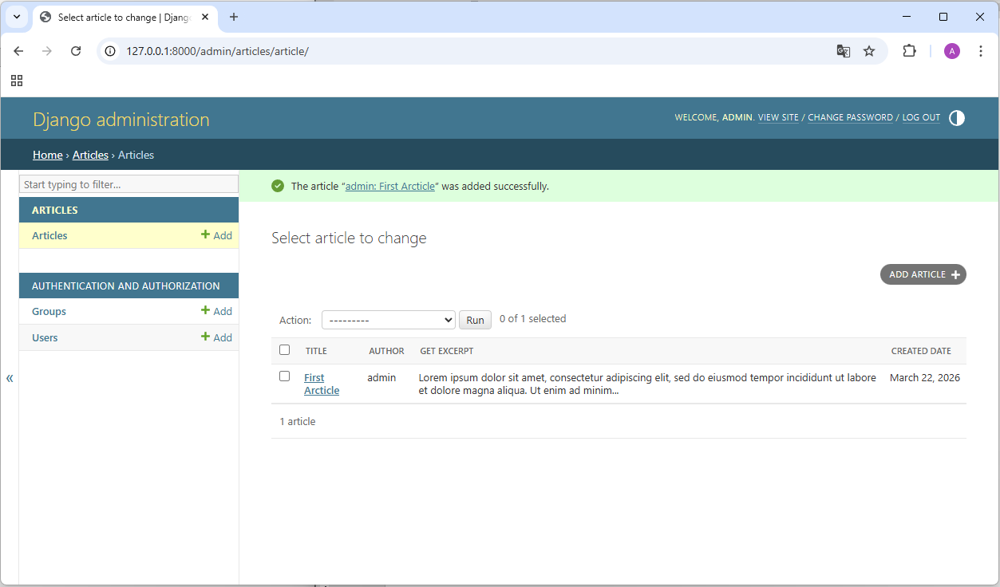 Select article to change | Djang
127.0.0.1:8000/admin/articles/article/
A
Django administration
WELCOME, ADMIN. VIEW SITE / CHANGE PASSWORD / LOG OUT
Home › Articles › Articles
Start typing to filter...
ARTICLES
Articles
Add
AUTHENTICATION AND AUTHORIZATION
Groups
Add
Users
Add
«
The article “admin: First Arcticle” was added successfully.
Select article to change
ADD ARTICLE
Action: --------- Run 0 of 1 selected
TITLE AUTHOR GET EXCERPT CREATED DATE
First Arcticle
admin
Lorem ipsum dolor sit amet, consectetur adipiscing elit, sed do eiusmod tempor incididunt ut labore
et dolore magna aliqua. Ut enim ad minim...
March 22, 2026
1 article